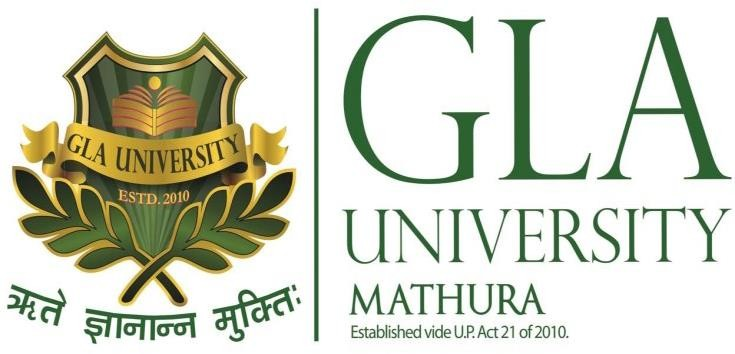 GLA UNIVERSITY
ESTD. 2010
ऋते ज्ञानान्न मुक्तिः
GLA
UNIVERSITY
MATHURA
Established vide U.P. Act 21 of 2010.